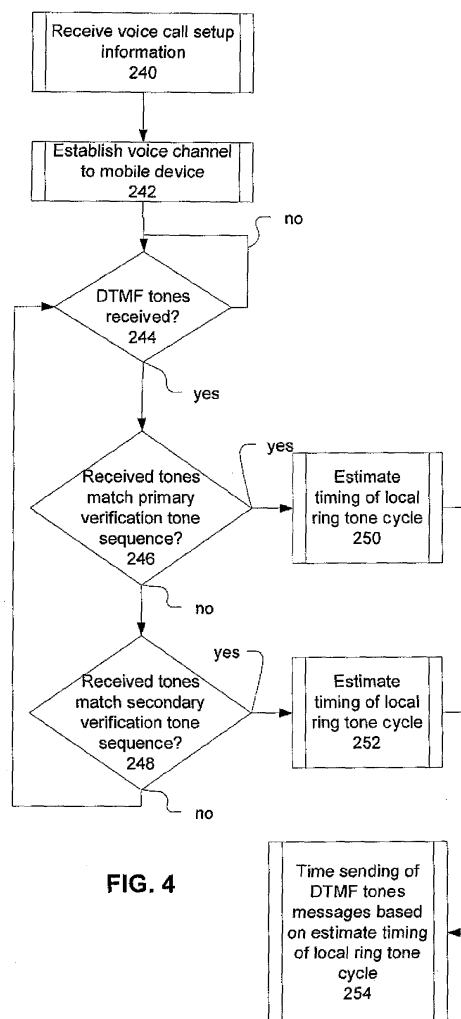 Receive voice call setup
information
240
Establish voice channel
to mobile device
242
no
DTMF tones
received?
244
yes
Received tones
match primary
verification tone
sequence?
246
yes
Estimate
timing of local
ring tone cycle
250
no
Received tones
match secondary
verification tone
sequence?
248
yes
Estimate
timing of local
ring tone cycle
252
no
FIG. 4
Time sending of
DTMF tones
messages based
on estimate timing
of local ring tone
cycle
254